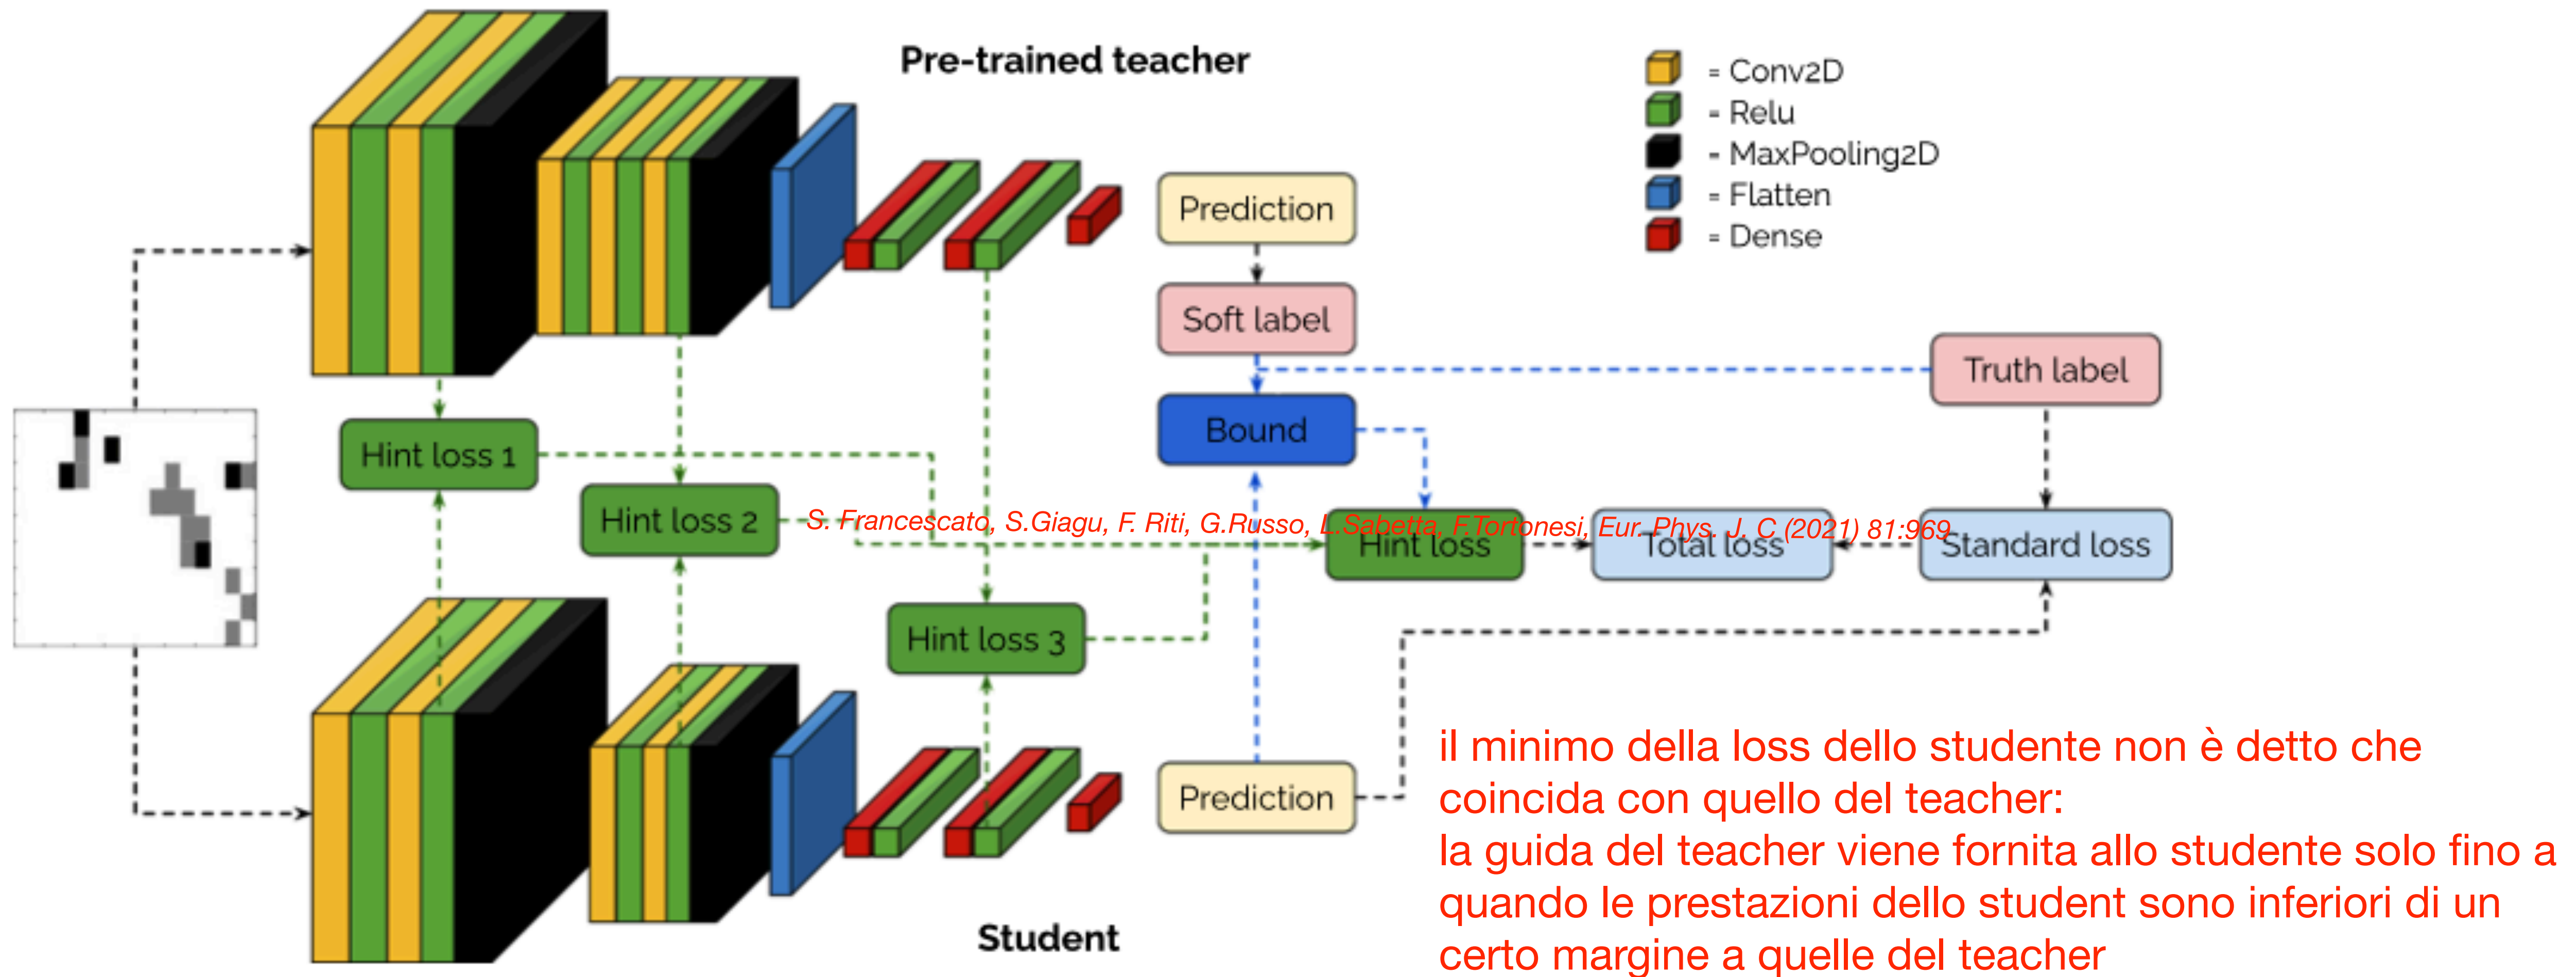 Pre-trained teacher
= Conv2D
= Relu
= MaxPooling2D
= Flatten
= Dense
Prediction
Soft label
Truth label
Bound
Hint loss 1
Hint loss 2
S. Francescato, S.Giagu, F. Riti, G.Russo, L.Sabetta, F.Tortonesi, Eur. Phys. J. C (2021) 81:969
Hint loss
Total loss
Standard loss
Hint loss 3
Prediction
il minimo della loss dello studente non è detto che
coincida con quello del teacher:
la guida del teacher viene fornita allo studente solo fino a
quando le prestazioni dello student sono inferiori di un
certo margine a quelle del teacher
Student